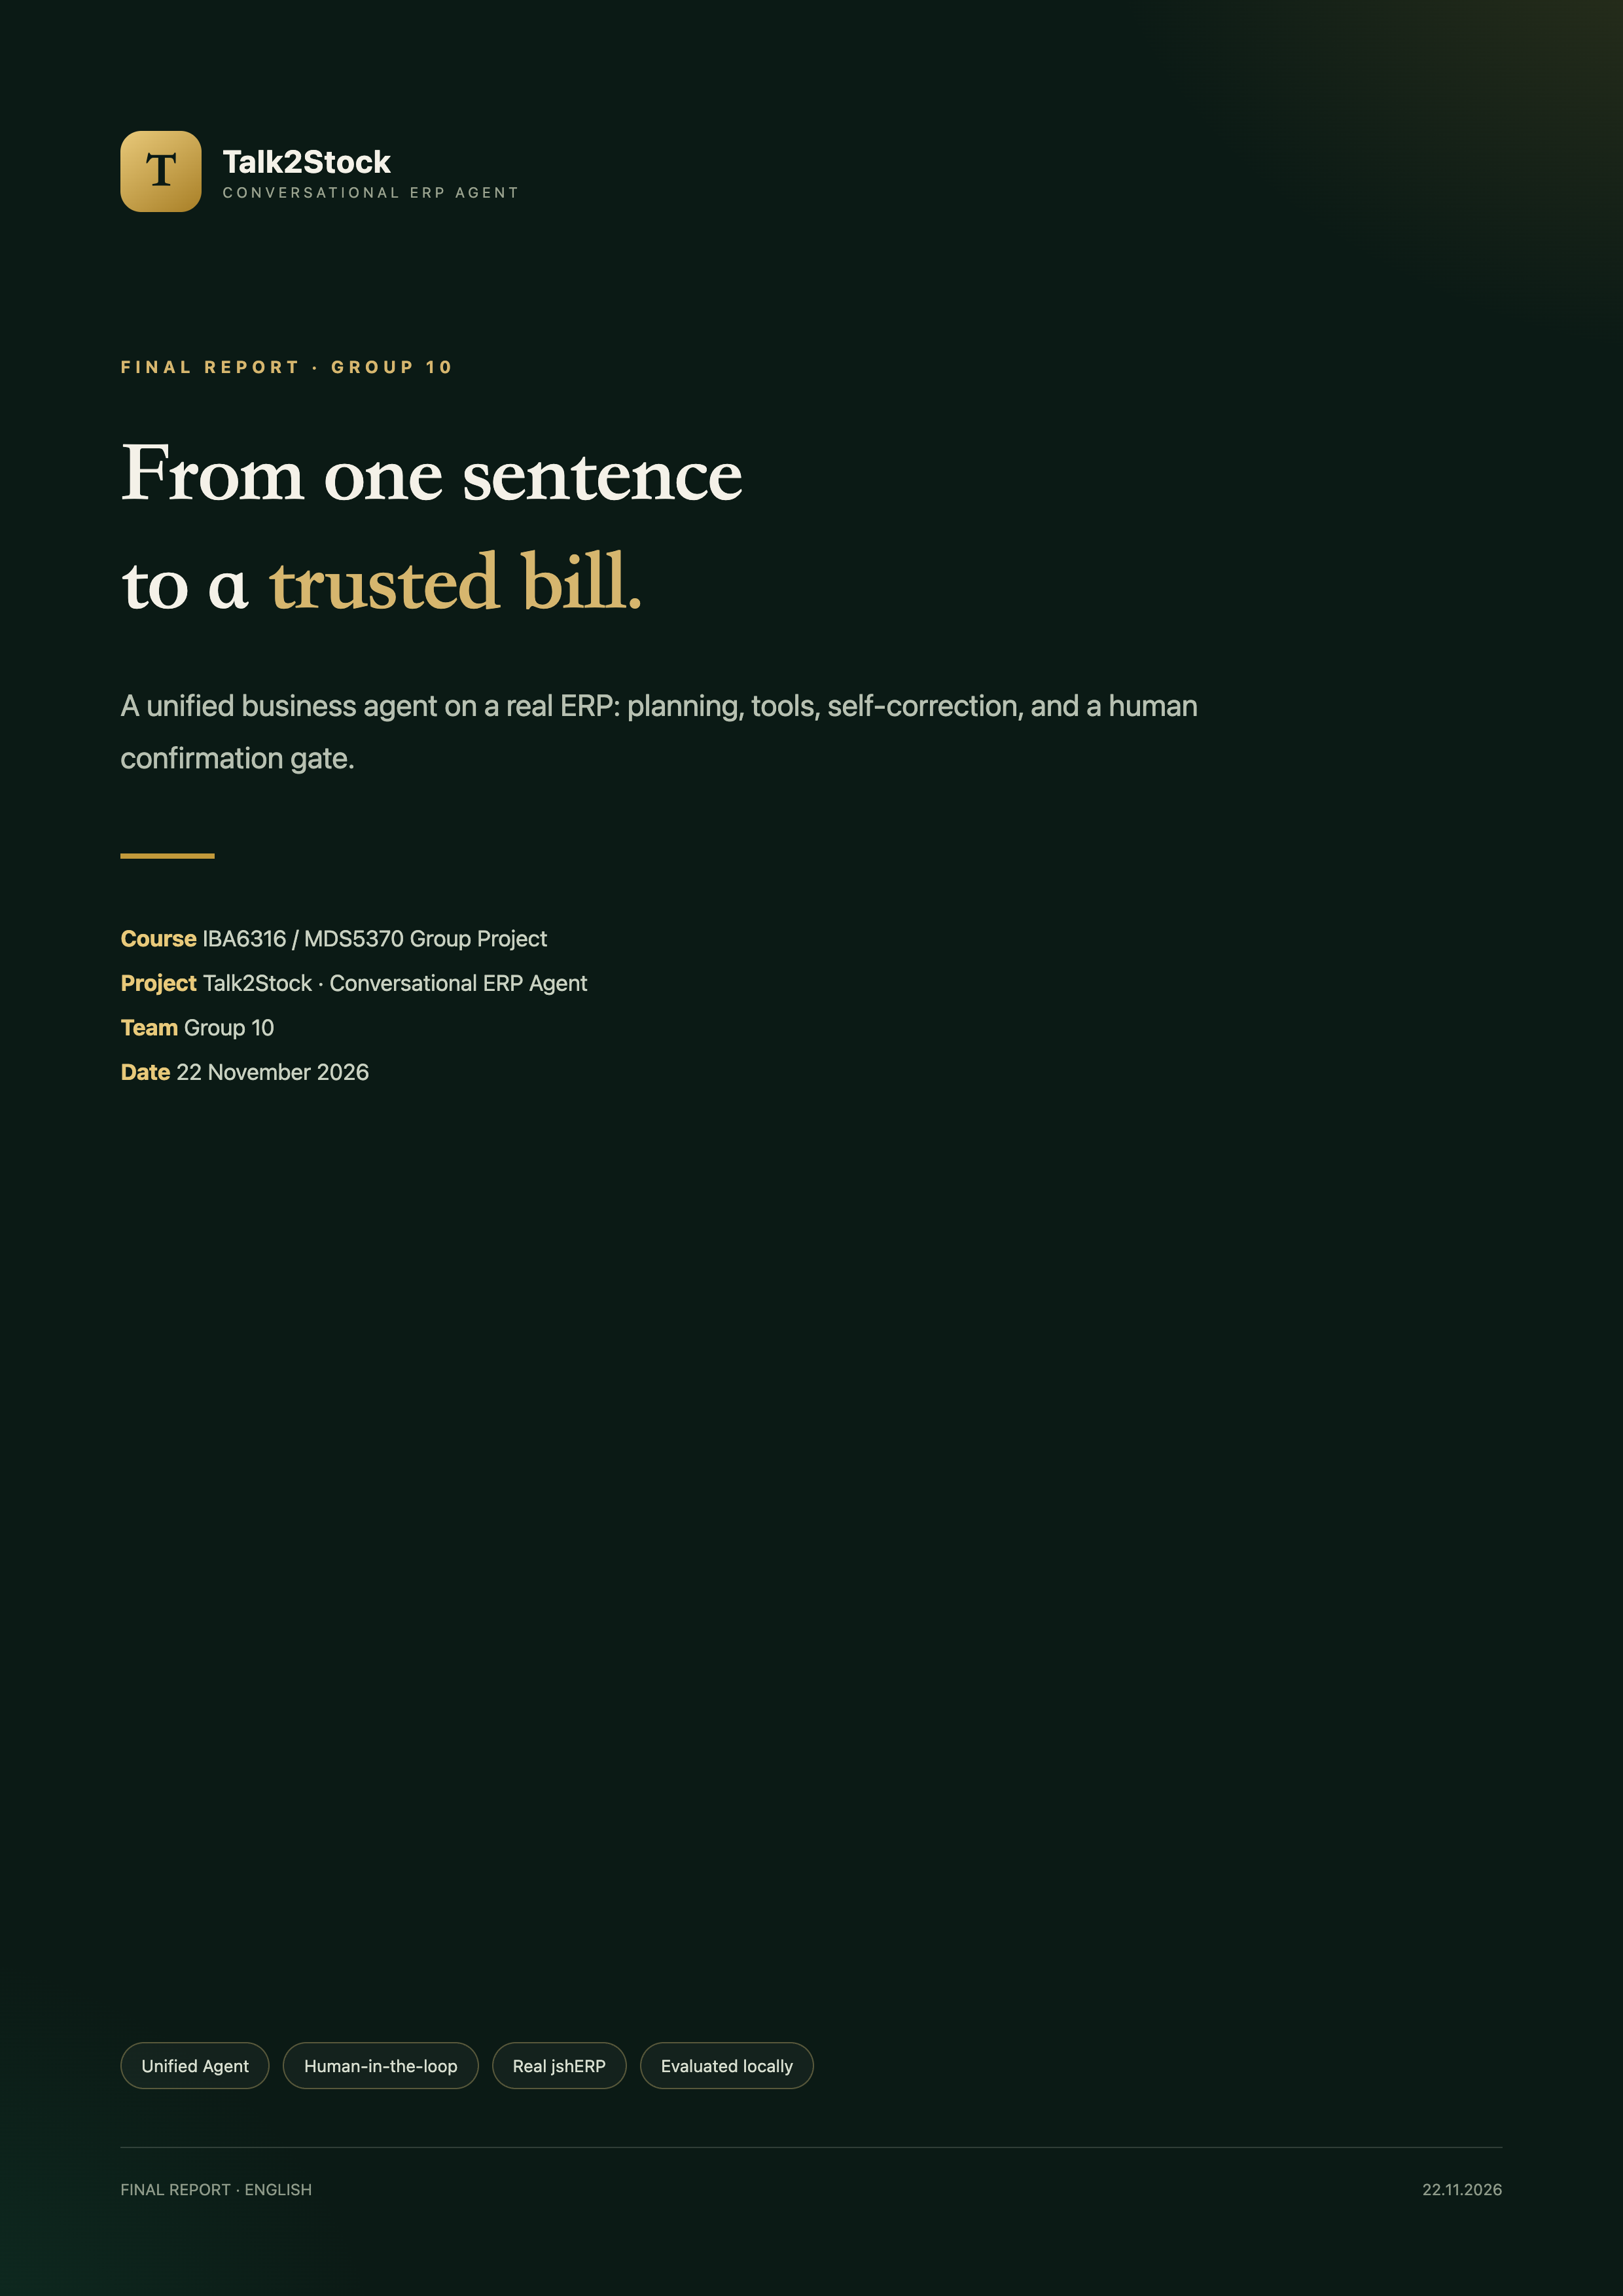 T
Talk2Stock
CONVERSATIONAL ERP AGENT
FINAL REPORT · GROUP 10
From one sentence
to a trusted bill.
A unified business agent on a real ERP: planning, tools, self-correction, and a human
confirmation gate.
Course IBA6316 / MDS5370 Group Project
Project Talk2Stock · Conversational ERP Agent
Team Group 10
Date 22 November 2026
Unified Agent
Human-in-the-loop
Real jshERP
Evaluated locally
FINAL REPORT · ENGLISH
22.11.2026